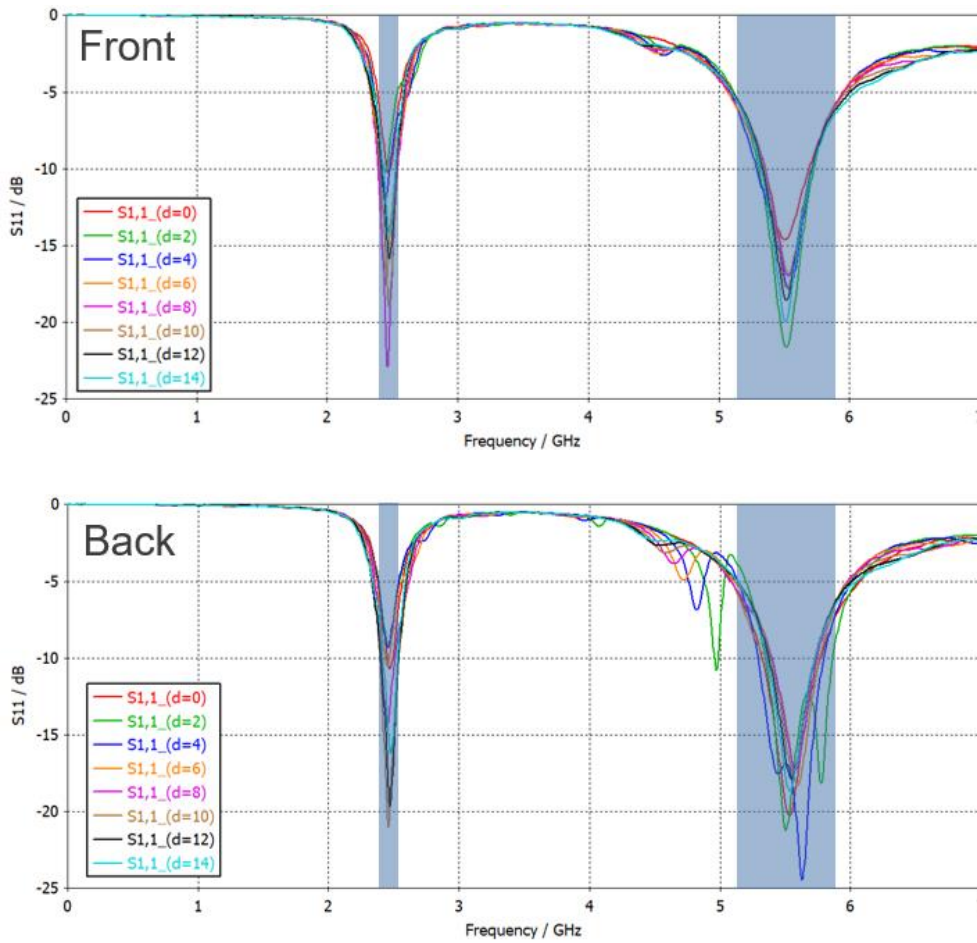 Front
0
-5
-10
-15
-20
-25
S11 / dB
S1,1_(d=0)
S1,1_(d=2)
S1,1_(d=4)
S1,1_(d=6)
S1,1_(d=8)
S1,1_(d=10)
S1,1_(d=12)
S1,1_(d=14)
0 1 2 3 4 5 6 7
Frequency / GHz
Back
0
-5
-10
-15
-20
-25
S11 / dB
S1,1_(d=0)
S1,1_(d=2)
S1,1_(d=4)
S1,1_(d=6)
S1,1_(d=8)
S1,1_(d=10)
S1,1_(d=12)
S1,1_(d=14)
0 1 2 3 4 5 6 7
Frequency / GHz